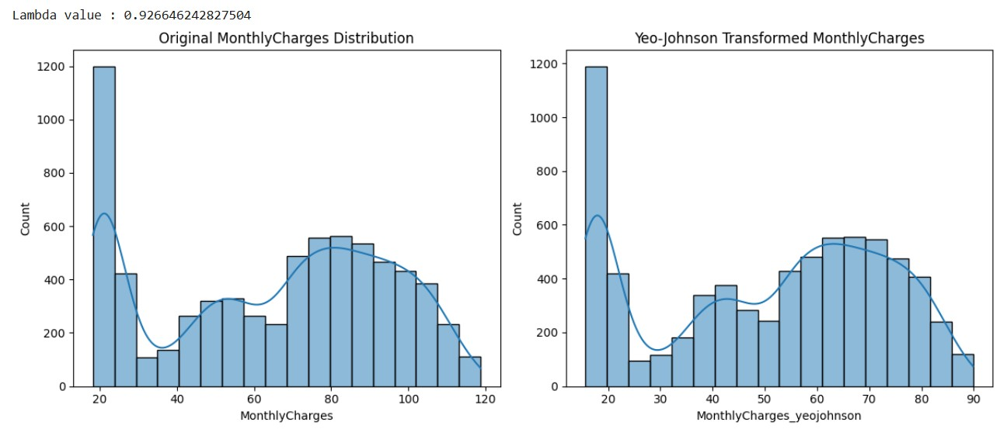 Lambda value : 0.926646242827504
Original MonthlyCharges Distribution
1200
1000
800
600
400
200
0
Count
20 40 60 80 100 120
MonthlyCharges
Yeo-Johnson Transformed MonthlyCharges
1200
1000
800
600
400
200
0
Count
20 30 40 50 60 70 80 90
MonthlyCharges_yeojohnson